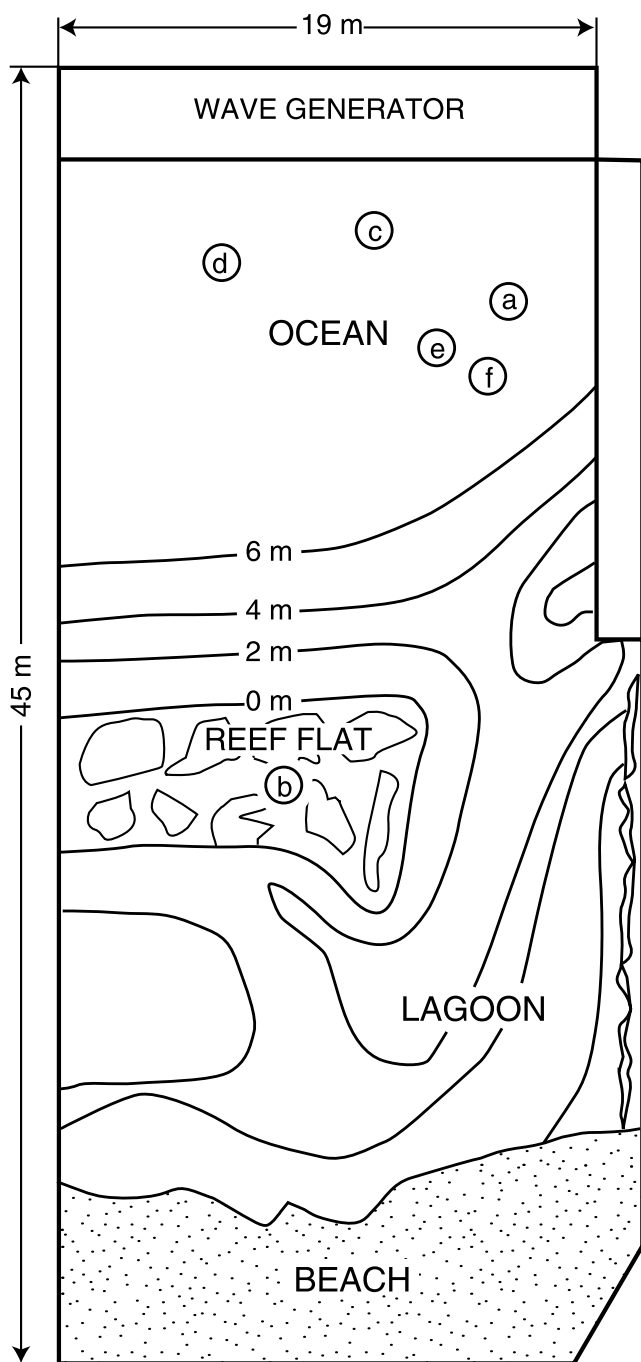 19 m
WAVE GENERATOR
c
d
a
OCEAN
e
f
6 m
4 m
2 m
45 m
0 m
REEF FLAT
b
LAGOON
BEACH